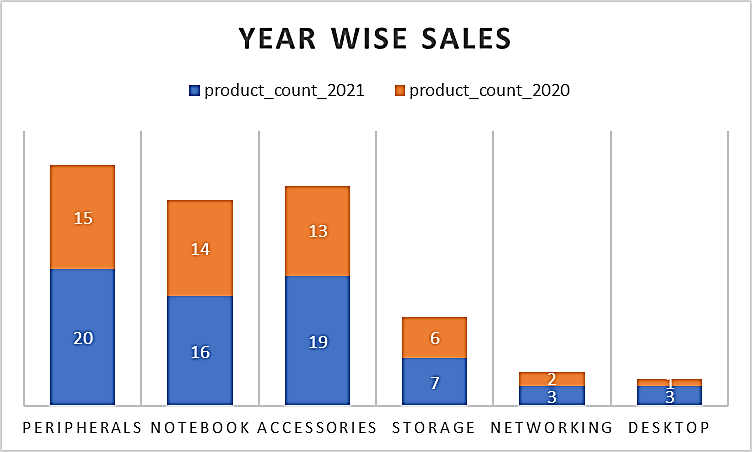 YEAR WISE SALES
product_count_2021 product_count_2020
15 14 13 6 2 1
20 16 19 7 3 3
PERIPHERALS NOTEBOOK ACCESSORIES STORAGE NETWORKING DESKTOP